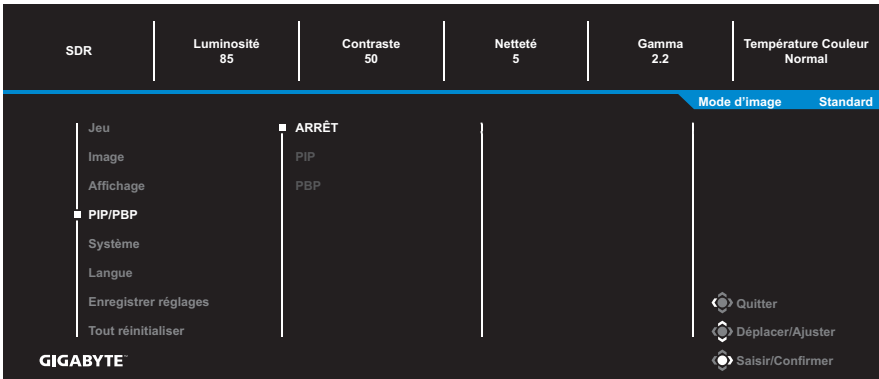 SDR
Luminosité
85
Contraste
50
Netteté
5
Gamma
2.2
Température Couleur
Normal
Mode d'image Standard
Jeu
Image
Affichage
PIP/PBP
Système
Langue
Enregistrer réglages
Tout réinitialiser
ARRÊT
PIP
PBP
Quitter
Déplacer/Ajuster
Saisir/Confirmer
GIGABYTE™